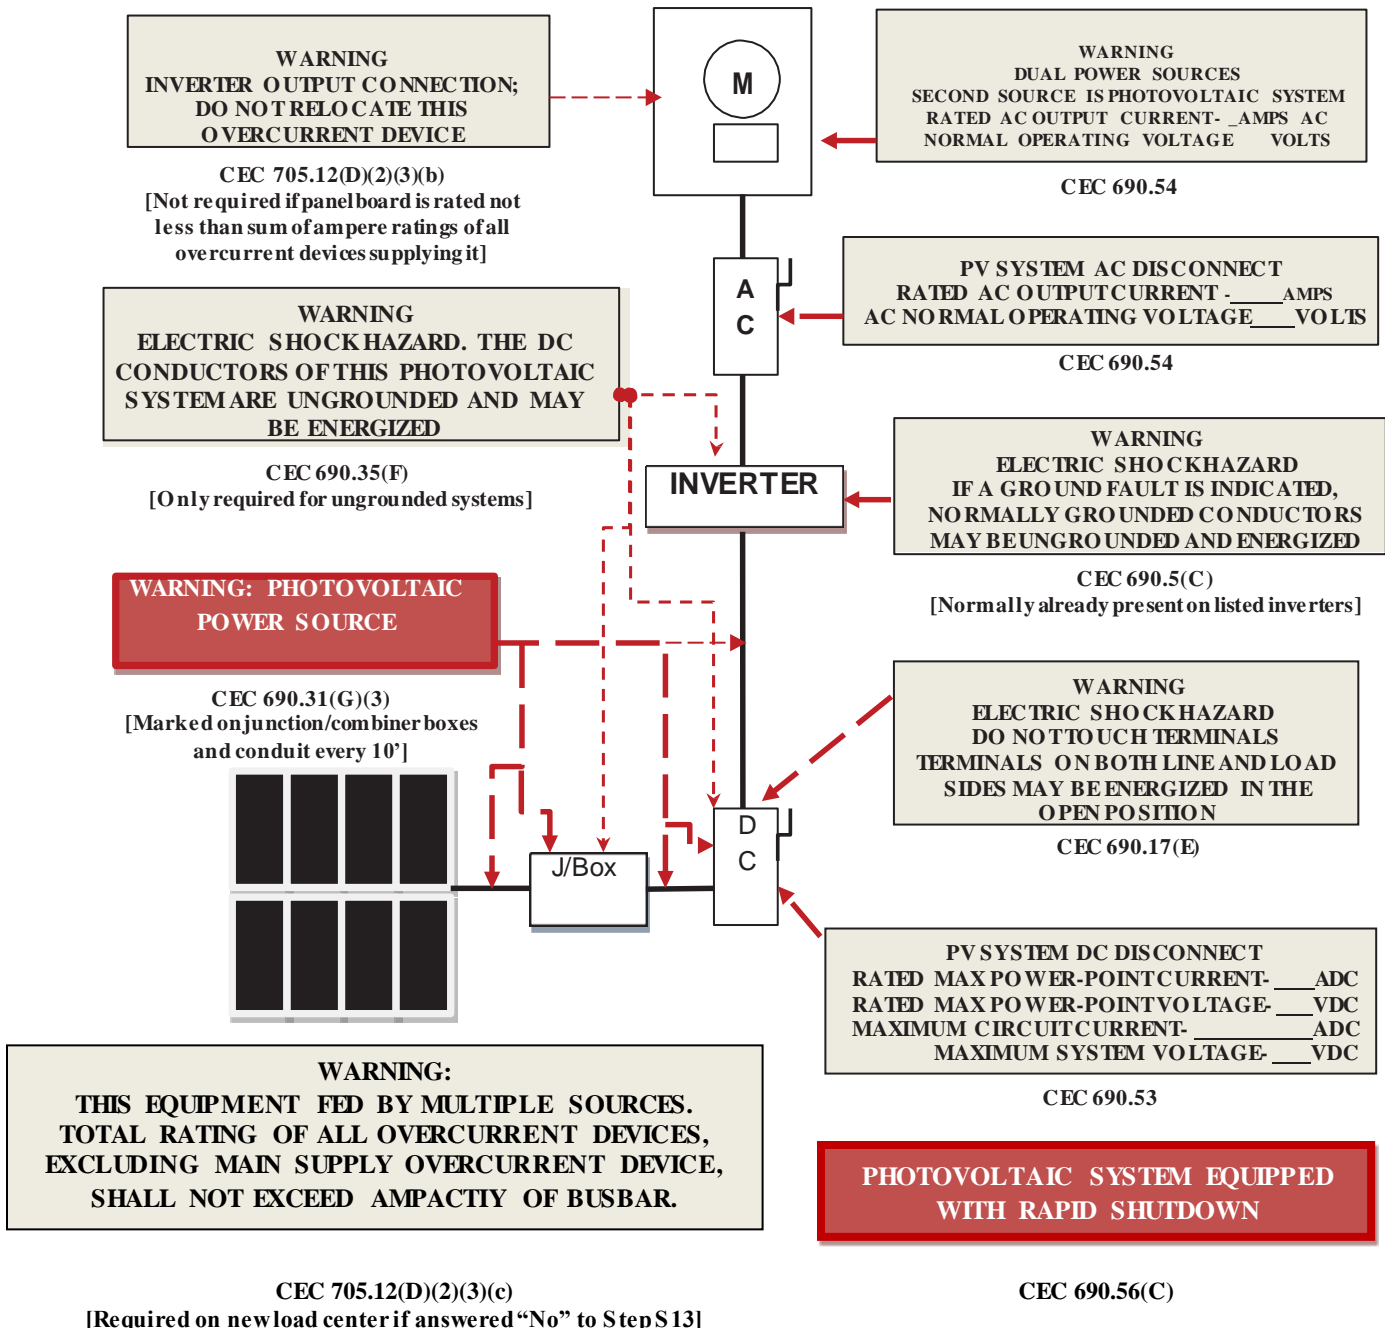 WARNING
INVERTER OUTPUT CONNECTION;
DO NOT RELOCATE THIS
OVERCURRENT DEVICE
CEC 705.12(D)(2)(3)(b)
[Not required if panelboard is rated not
less than sum of ampere ratings of all
overcurrent devices supplying it]
M
WARNING
DUAL POWER SOURCES
SECOND SOURCE IS PHOTOVOLTAIC SYSTEM
RATED AC OUTPUT CURRENT- _AMPS AC
NORMAL OPERATING VOLTAGE VOLTS
CEC 690.54
A
C
PV SYSTEM AC DISCONNECT
RATED AC OUTPUT CURRENT -_____AMPS
AC NORMAL OPERATING VOLTAGE____VOLTS
CEC 690.54
WARNING
ELECTRIC SHOCK HAZARD. THE DC
CONDUCTORS OF THIS PHOTOVOLTAIC
SYSTEM ARE UNGROUNDED AND MAY
BE ENERGIZED
CEC 690.35(F)
[Only required for ungrounded systems]
INVERTER
WARNING
ELECTRIC SHOCK HAZARD
IF A GROUND FAULT IS INDICATED,
NORMALLY GROUNDED CONDUCTORS
MAY BE UNGROUNDED AND ENERGIZED
CEC 690.5(C)
[Normally already present on listed inverters]
WARNING: PHOTOVOLTAIC
POWER SOURCE
CEC 690.31(G)(3)
[Marked on junction/combiner boxes
and conduit every 10’]
WARNING
ELECTRIC SHOCK HAZARD
DO NOT TOUCH TERMINALS
TERMINALS ON BOTH LINE AND LOAD
SIDES MAY BE ENERGIZED IN THE
OPEN POSITION
CEC 690.17(E)
J/Box
D
C
PV SYSTEM DC DISCONNECT
RATED MAX POWER-POINT CURRENT- ____ADC
RATED MAX POWER-POINT VOLTAGE- ____VDC
MAXIMUM CIRCUIT CURRENT- ____________ADC
MAXIMUM SYSTEM VOLTAGE- ____VDC
CEC 690.53
WARNING:
THIS EQUIPMENT FED BY MULTIPLE SOURCES.
TOTAL RATING OF ALL OVERCURRENT DEVICES,
EXCLUDING MAIN SUPPLY OVERCURRENT DEVICE,
SHALL NOT EXCEED AMPACTIY OF BUSBAR.
CEC 705.12(D)(2)(3)(c)
[Required on new load center if answered “No” to Step S13]
PHOTOVOLTAIC SYSTEM EQUIPPED
WITH RAPID SHUTDOWN
CEC 690.56(C)